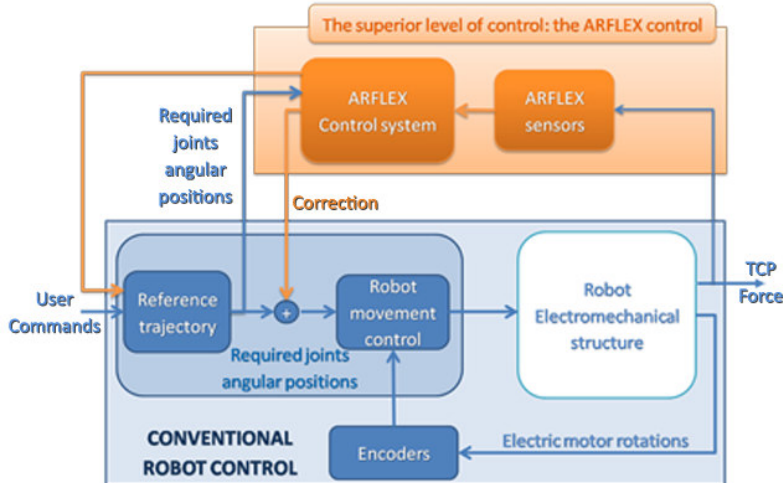 The superior level of control: the ARFLEX control
ARFLEX
Control system
ARFLEX
sensors
Required
joints
angular
positions
Correction
User
Commands
Reference
trajectory
+
Robot
movement
control
Required joints
angular positions
Robot
Electromechanical
structure
TCP
Force
CONVENTIONAL
ROBOT CONTROL
Encoders
Electric motor rotations